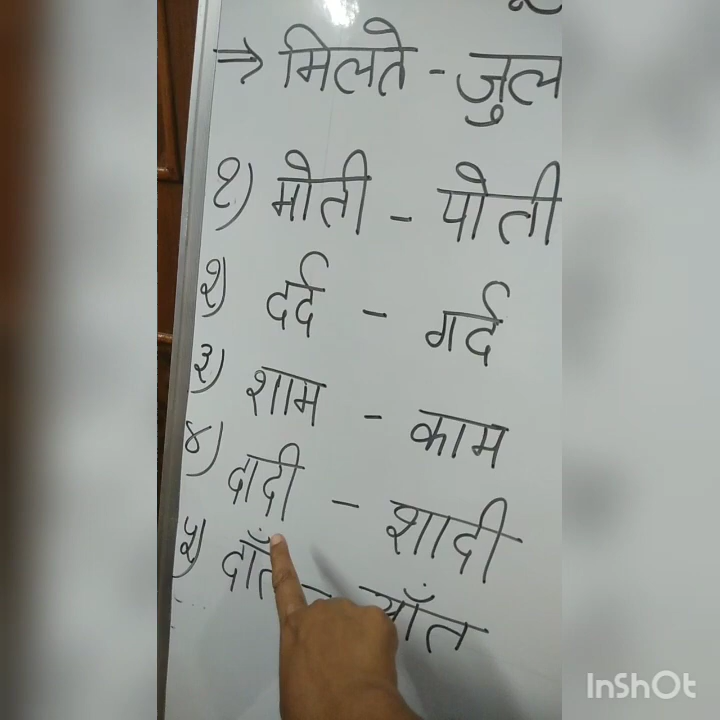 ⇒ मिलते - जुल
१) मोती - पोती
२) दर्द - गर्द
३) शाम - काम
४) दादी - शादी
५) दाँत -
InShOt